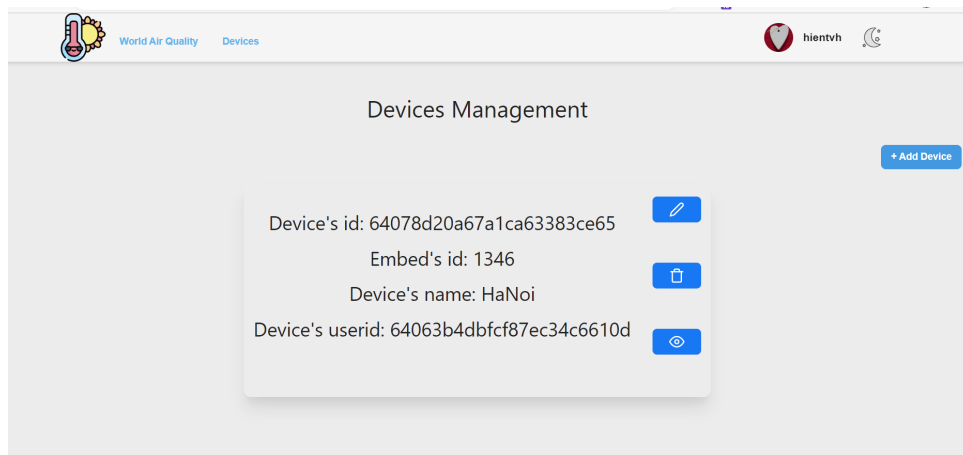 World Air Quality Devices hientvh
Devices Management
+ Add Device
Device's id: 64078d20a67a1ca63383ce65
Embed's id: 1346
Device's name: HaNoi
Device's userid: 64063b4dbfcf87ec34c6610d